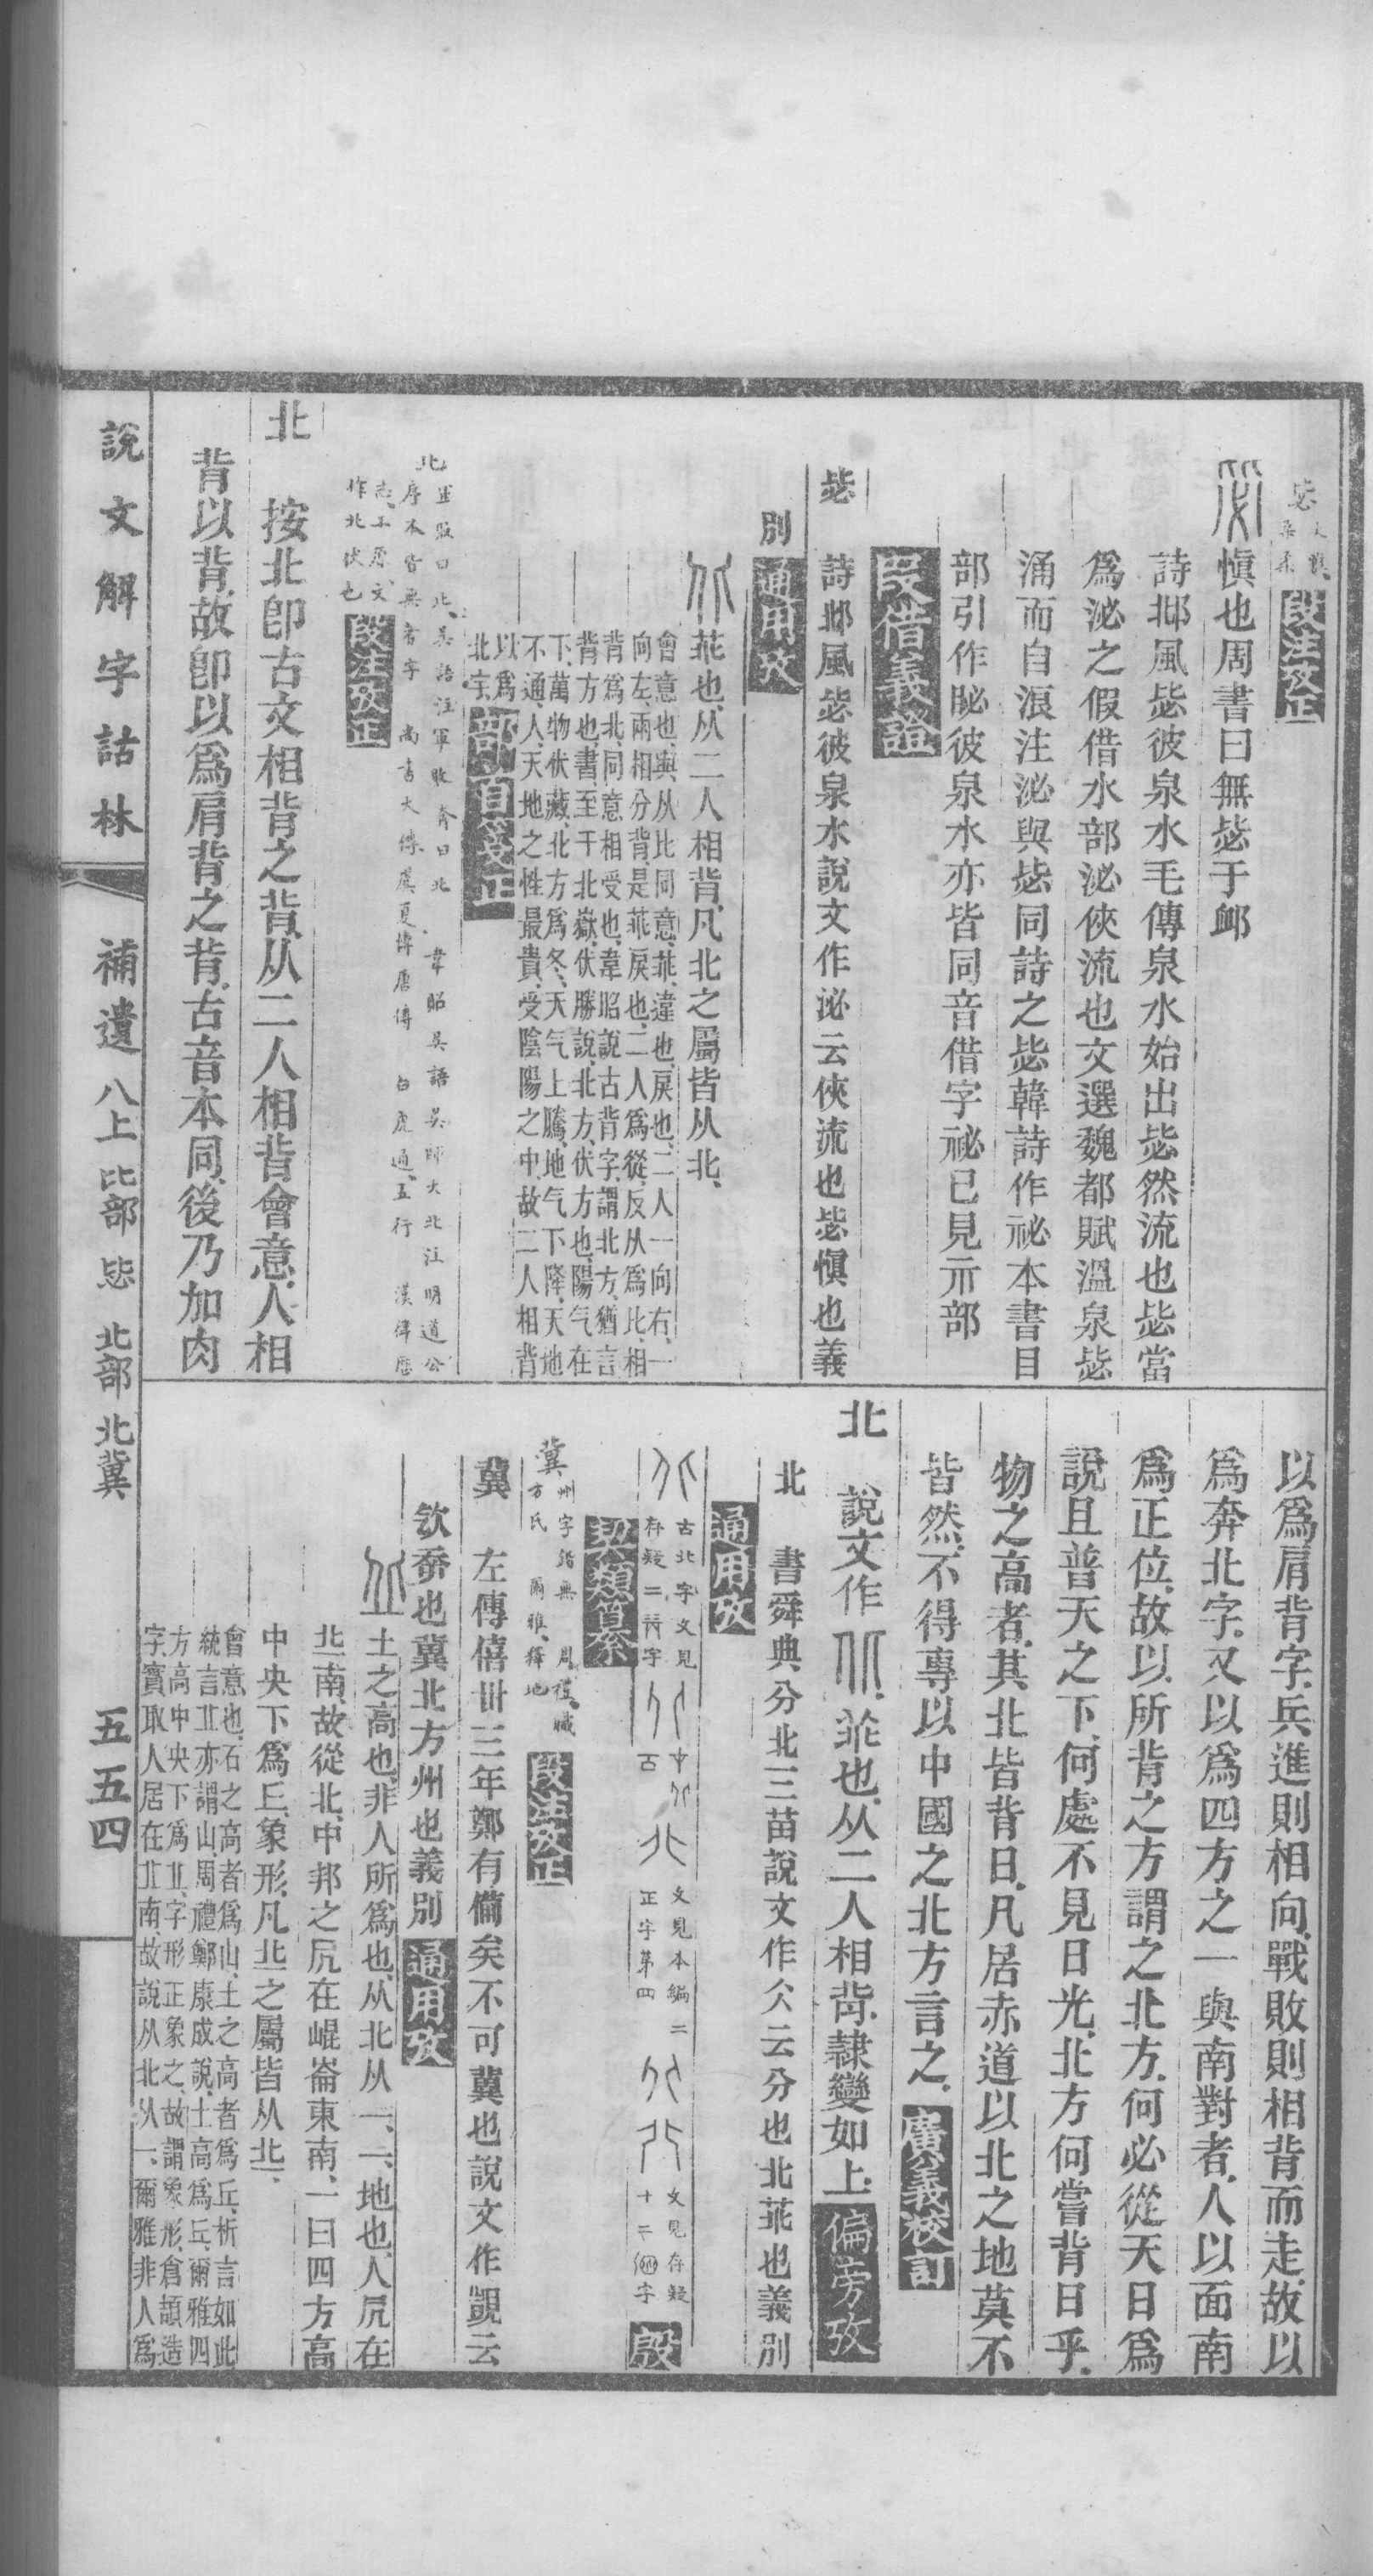 毖 大誥
段注攷正
慎也周書曰無毖于卹
詩邶風毖彼泉水毛傳泉水始出毖然流也毖當
爲泌之假借水部泌俠流也文選魏都賦溫泉毖
涌而自浪注泌與毖同詩之毖韓詩作祕本書目
部引作䀣彼泉水亦皆同音借字祕已見示部
段借義證
毖 詩邶風毖彼泉水說文作泌云俠流也毖慎也義
別 通用攷
菲也、从二人相背、凡北之屬皆从北、
會意也、與从比同意、菲、違也、戾也、二人一向右、一
向左、兩相分背、是菲戾也、二人爲從、反从爲比、相
背爲北、同意相受也、韋昭說古背字、謂北方、猶言
背方也、書、至于北嶽、伏勝說、北方、伏方也、陽气在
下、萬物伏藏、北方爲冬、天气上騰、地气下降、天地
不通、人、天地之性最貴、受陰陽之中、故二人相背
以爲
北字、
部首
北 軍敗曰北、吳語注軍敗奔曰北 韋昭吳語吳師大北注明道公
序本皆無者字 尚書大傳虞夏傳唐傳 白虎通、五行 漢律歷
志、上 原文
作北伏也
段注攷正
北 按北卽古文相背之背、从二人相背會意、人相
背以背、故卽以爲肩背之背、古音本同、後乃加肉
以爲肩背字、兵進則相向、戰敗則相背而走、故以
爲奔北字、又以爲四方之一與南對者、人以面南
爲正位、故以所背之方謂之北方、何必從天日爲
說且普天之下、何處不見日光、北方何嘗背日乎、
物之高者、其北皆背日、凡居赤道以北之地莫不
皆然、不得專以中國之北方言之、 廣義校訂
北 說文作、菲也、从二人相背、隸變如上、 偏旁攷
北 書舜典分北三苗說文作仌云分也北菲也義別
通用攷
古北字文見
存疑二
古
文見本編二
正字第四
文見存疑
十二字
殷
契類纂
冀 州字諧典 周禮、職
方氏 爾雅、釋地
段注攷正
冀 左傳僖卅三年鄭有備矣不可冀也說文作覬云
㰟㚜也冀北方州也義別 通用攷
土之高也、非人所爲也、从北从一、一、地也、人凥在
北南、故從北、中邦之凥在崐崙東南、一曰四方高
中央下、爲丘、象形、凡丘之屬皆从丘、
會意也、石之高者爲山、土之高者爲丘、析言如此
統言丘亦謂山、周禮鄭康成說、土高爲丘、爾雅四
方高中央下爲丘、字形正象之、故謂象形、倉頡造
字、實取人居在丘南、故說从北从一、爾雅非人爲
說文解字詁林
補遺 八上 比部 毖 北部 北冀
五五四